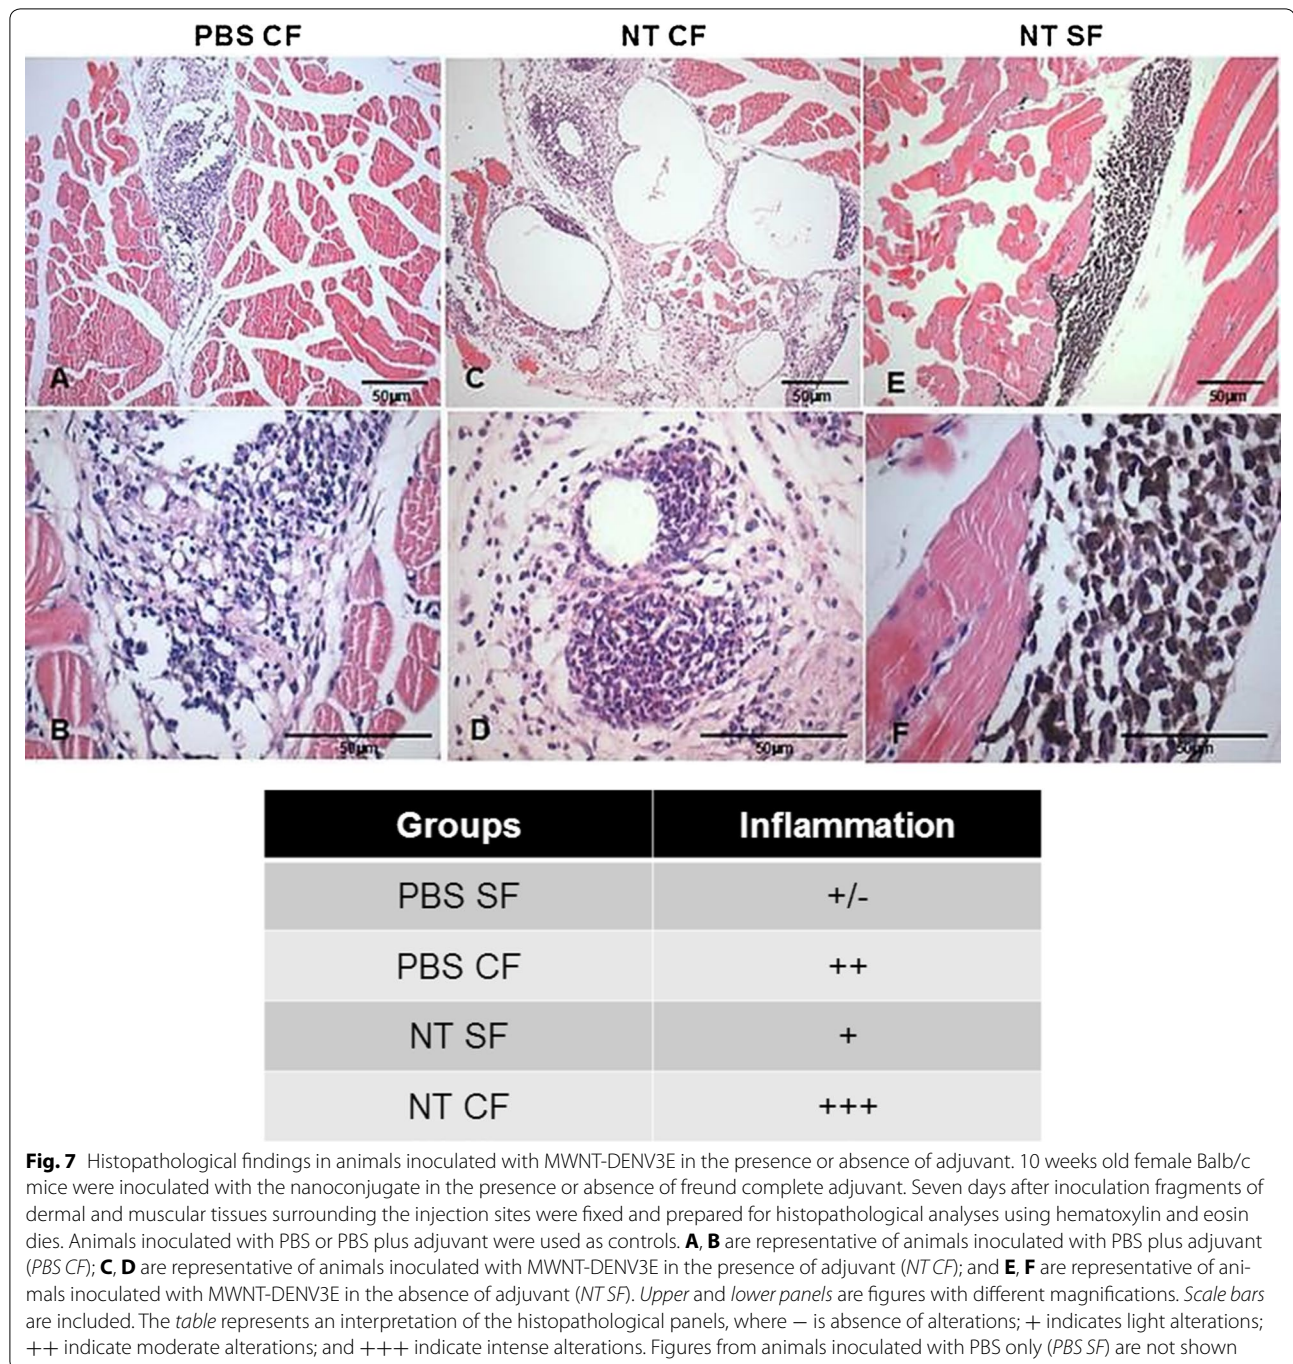 PBS CF NT CF NT SF
A 50µm C 50µm E 50µm
B 50µm D 50µm F 50µm
Groups Inflammation
PBS SF +/-
PBS CF ++
NT SF +
NT CF +++
Fig. 7 Histopathological findings in animals inoculated with MWNT-DENV3E in the presence or absence of adjuvant. 10 weeks old female Balb/c
mice were inoculated with the nanoconjugate in the presence or absence of freund complete adjuvant. Seven days after inoculation fragments of
dermal and muscular tissues surrounding the injection sites were fixed and prepared for histopathological analyses using hematoxylin and eosin
dies. Animals inoculated with PBS or PBS plus adjuvant were used as controls. A, B are representative of animals inoculated with PBS plus adjuvant
(PBS CF); C, D are representative of animals inoculated with MWNT-DENV3E in the presence of adjuvant (NT CF); and E, F are representative of ani-
mals inoculated with MWNT-DENV3E in the absence of adjuvant (NT SF). Upper and lower panels are figures with different magnifications. Scale bars
are included. The table represents an interpretation of the histopathological panels, where − is absence of alterations; + indicates light alterations;
++ indicate moderate alterations; and +++ indicate intense alterations. Figures from animals inoculated with PBS only (PBS SF) are not shown